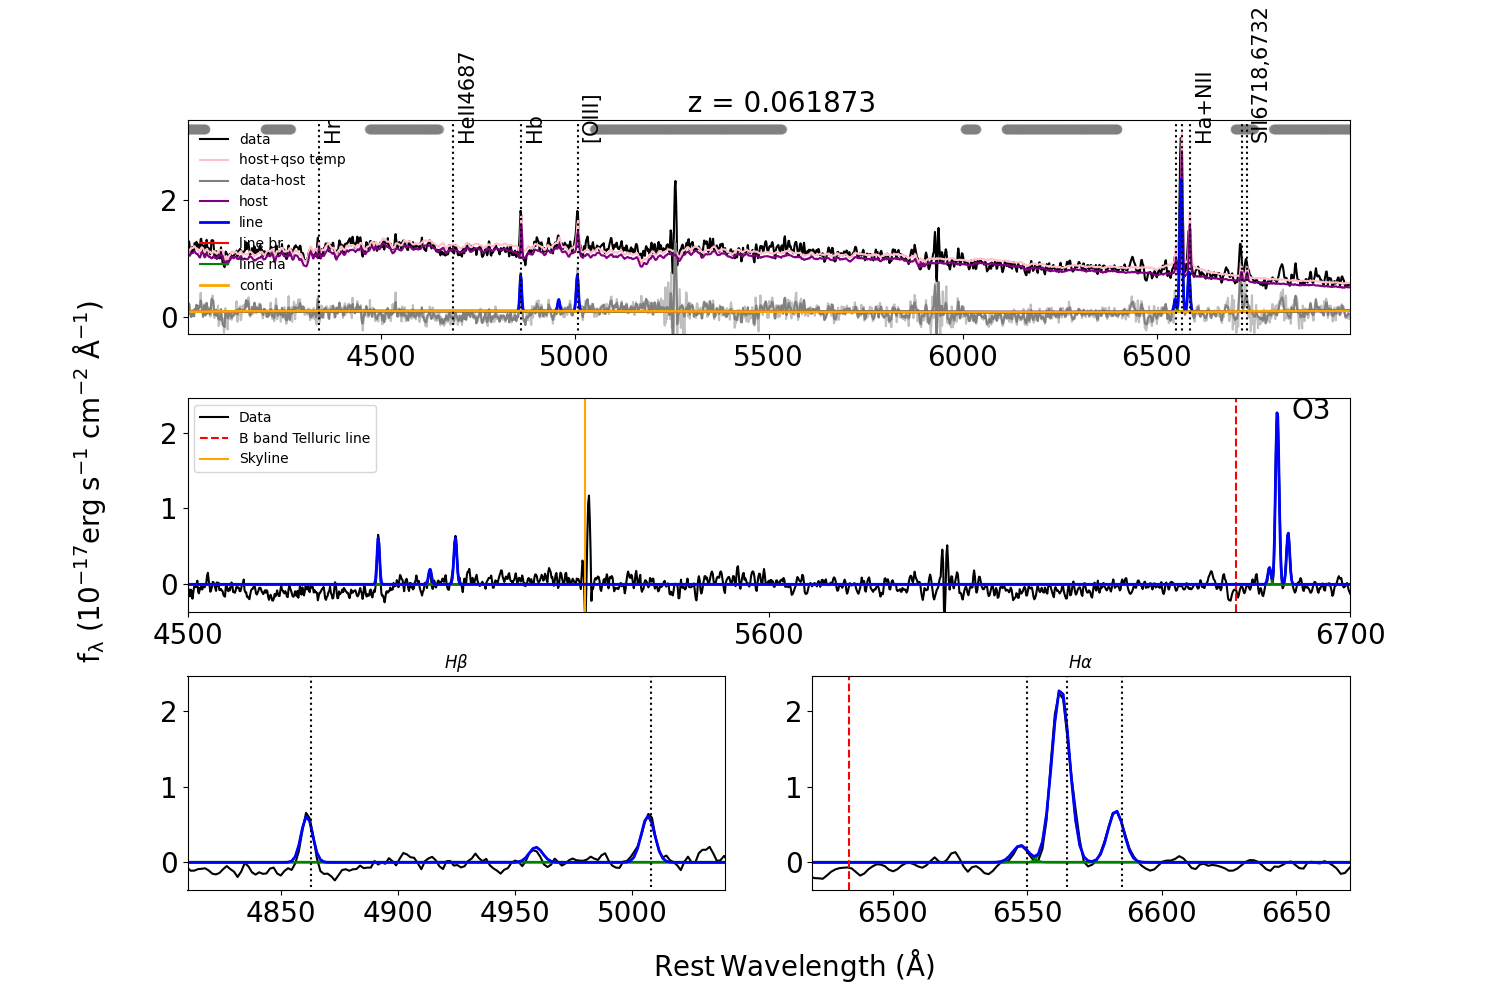 z = 0.061873
Hr
HeII4687
Hb
[OIII]
Ha+NII
SII6718,6732
data
host+qso temp
data-host
host
line
line br
line na
conti
2
0
4500 5000 5500 6000 6500
fλ (10⁻¹⁷erg s⁻¹ cm⁻² Å⁻¹)
O3
Data
B band Telluric line
Skyline
2
1
0
4500 5600 6700
Hβ
2
1
0
4850 4900 4950 5000
Hα
2
1
0
6500 6550 6600 6650
Rest Wavelength (Å)